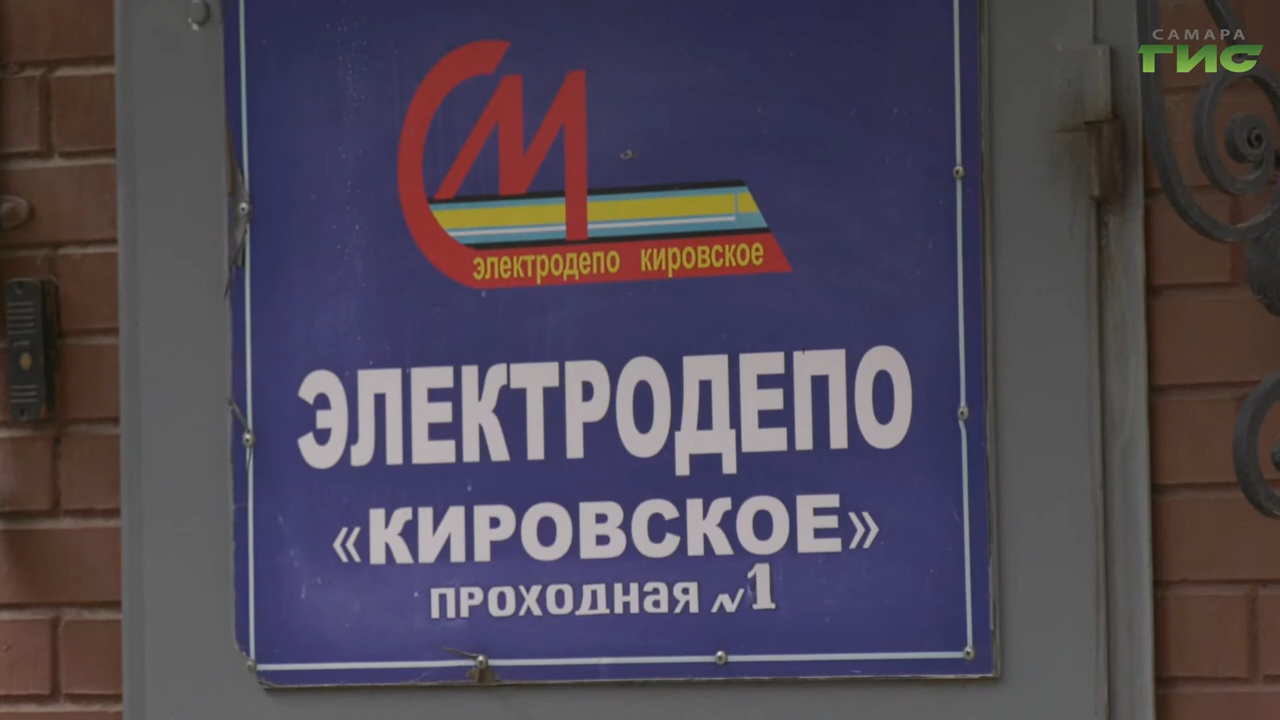 САМАРА
ГИС
СМ
электродепо кировское
ЭЛЕКТРОДЕПО
«КИРОВСКОЕ»
ПРОХОДНАЯ №1